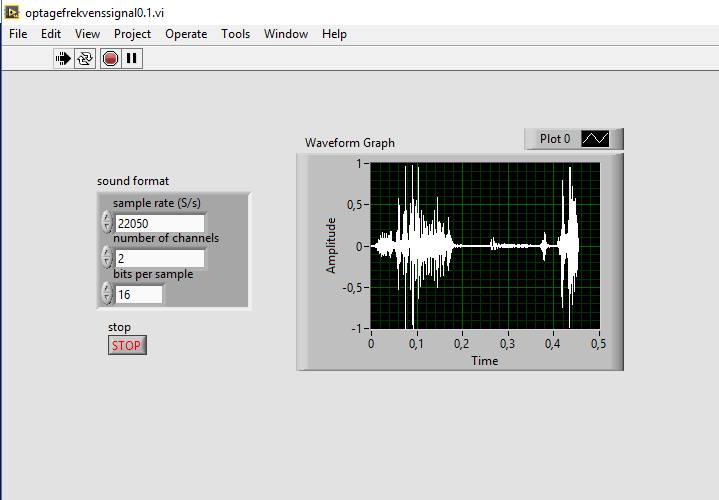 optagefrekvenssignal0.1.vi
File Edit View Project Operate Tools Window Help
Waveform Graph
Plot 0
sound format
sample rate (S/s)
22050
number of channels
2
bits per sample
16
stop
STOP
Amplitude
1
0,5
0
-0,5
-1
0 0,1 0,2 0,3 0,4 0,5
Time